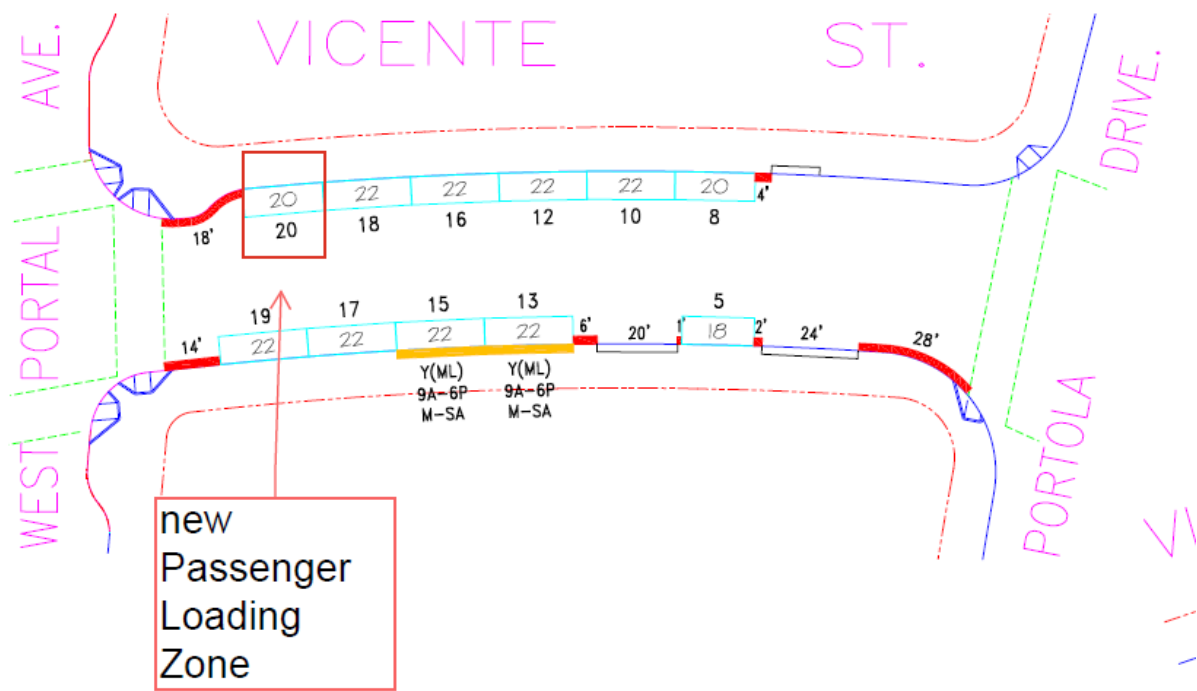 VICENTE ST.
AVE.
DRIVE.
20 22 22 22 22 20
4'
18' 20 18 16 12 10 8
PORTAL
19 17 15 13 5
14' 22 22 22 22 6' 20' 1' 18 2' 24' 28'
Y(ML) Y(ML)
9A-6P 9A-6P
M-SA M-SA
WEST
PORTOLA
new
Passenger
Loading
Zone